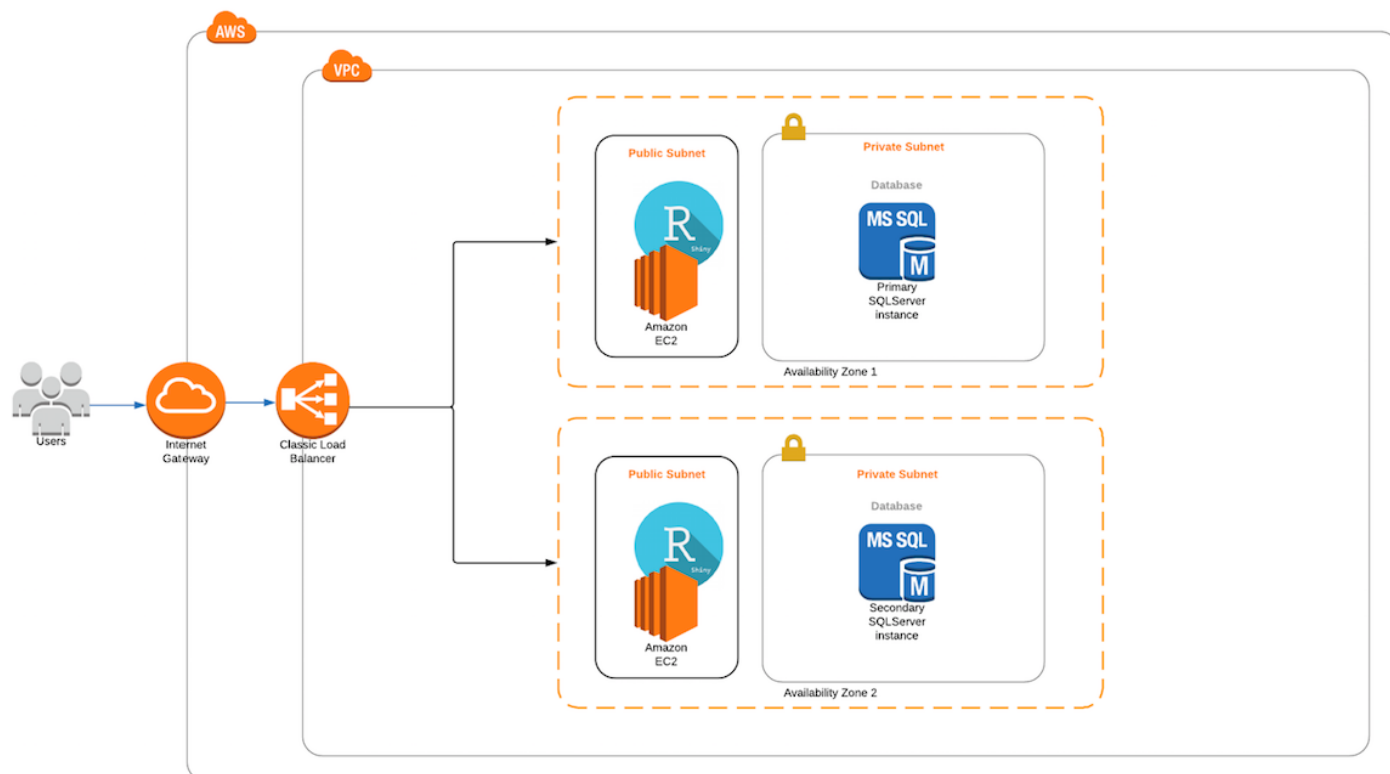 AWS
VPC
Public Subnet
R
Shiny
Amazon
EC2
Private Subnet
Database
MS SQL
M
Primary
SQLServer
instance
Availability Zone 1
Users
Internet
Gateway
Classic Load
Balancer
Public Subnet
R
Shiny
Amazon
EC2
Private Subnet
Database
MS SQL
M
Secondary
SQLServer
instance
Availability Zone 2